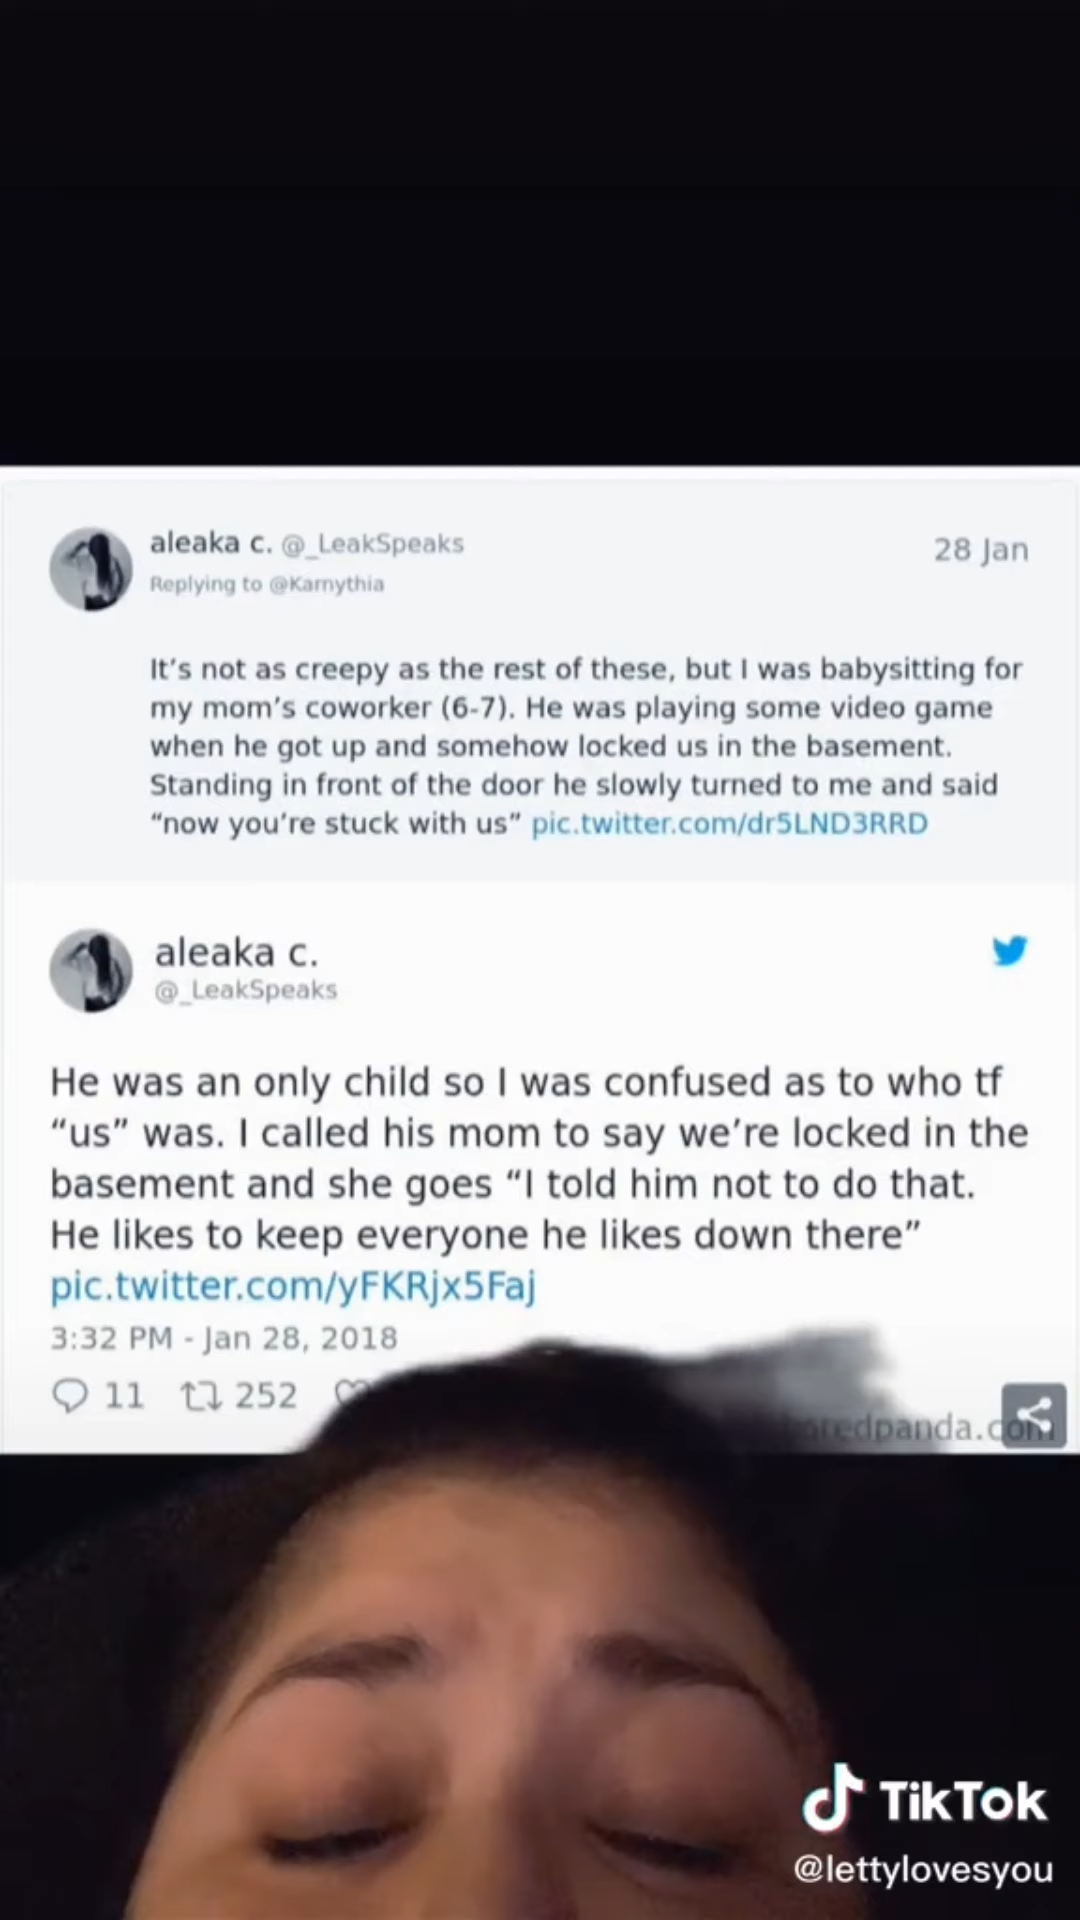 aleaka c. @_LeakSpeaks
28 Jan
Replying to @Karnythia
It's not as creepy as the rest of these, but I was babysitting for
my mom's coworker (6-7). He was playing some video game
when he got up and somehow locked us in the basement.
Standing in front of the door he slowly turned to me and said
“now you're stuck with us” pic.twitter.com/dr5LND3RRD
aleaka c.
@_LeakSpeaks
He was an only child so I was confused as to who tf
“us” was. I called his mom to say we're locked in the
basement and she goes “I told him not to do that.
He likes to keep everyone he likes down there”
pic.twitter.com/yFKRjx5Faj
3:32 PM - Jan 28, 2018
11 252
TikTok
@lettylovesyou